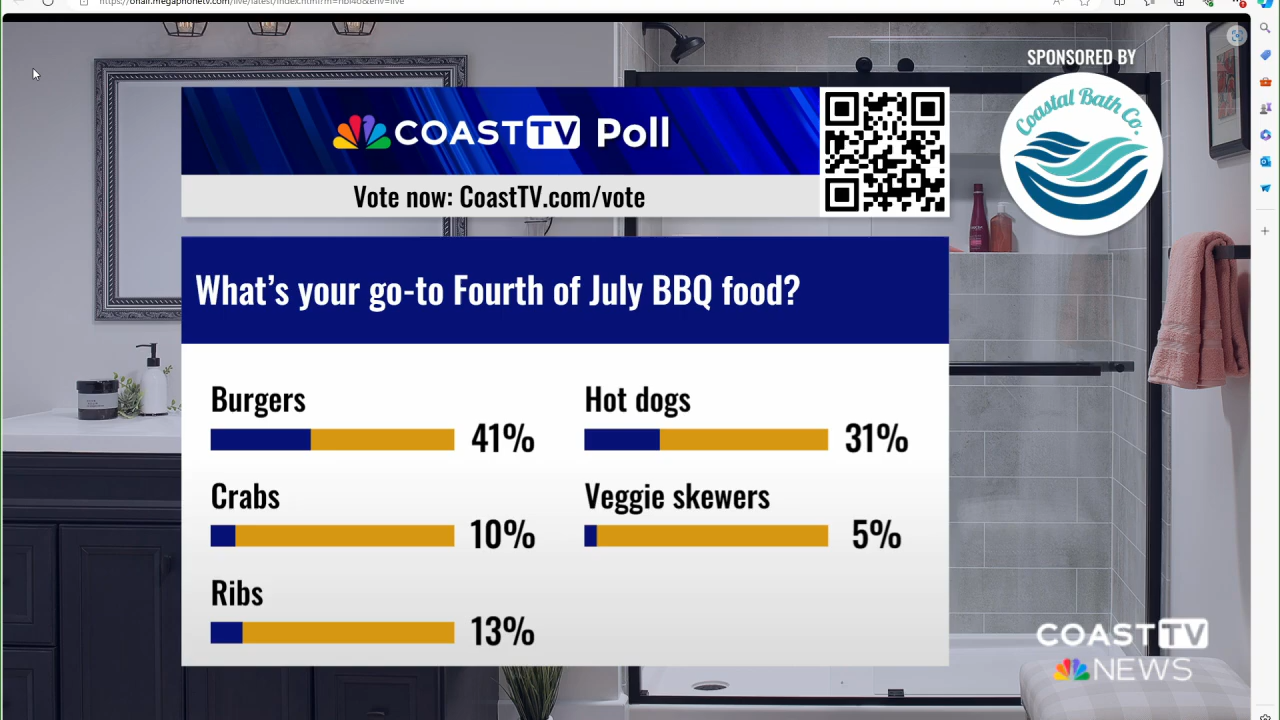 SPONSORED BY
Coastal Bath Co.
COAST TV Poll
Vote now: CoastTV.com/vote
What's your go-to Fourth of July BBQ food?
Burgers
41%
Hot dogs
31%
Crabs
10%
Veggie skewers
5%
Ribs
13%
COAST TV
NEWS